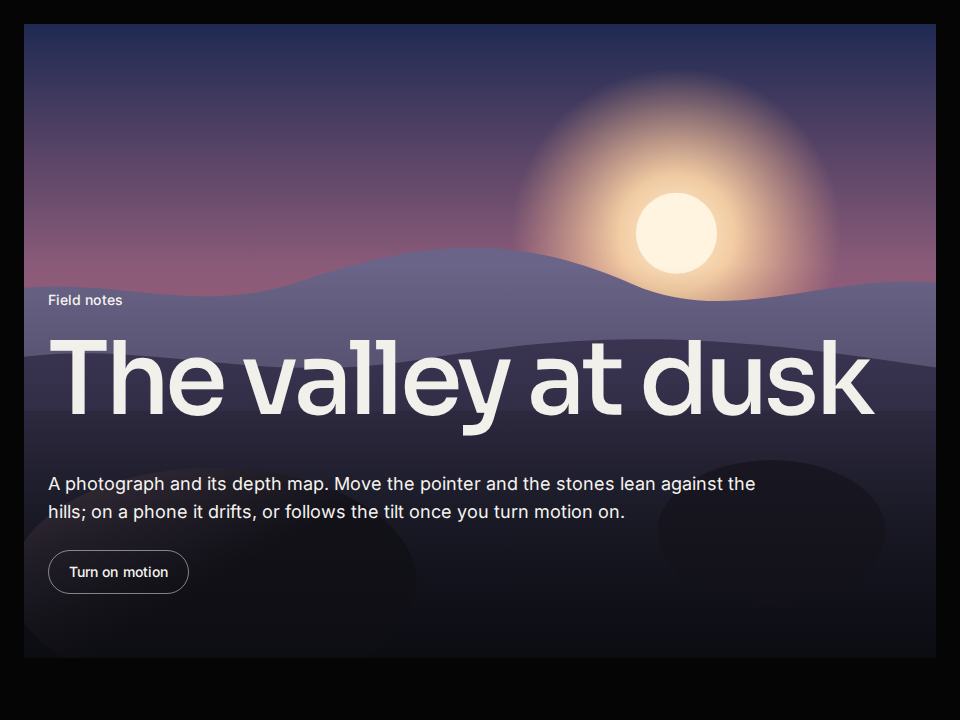 Field notes
The valley at dusk
A photograph and its depth map. Move the pointer and the stones lean against the
hills; on a phone it drifts, or follows the tilt once you turn motion on.
Turn on motion